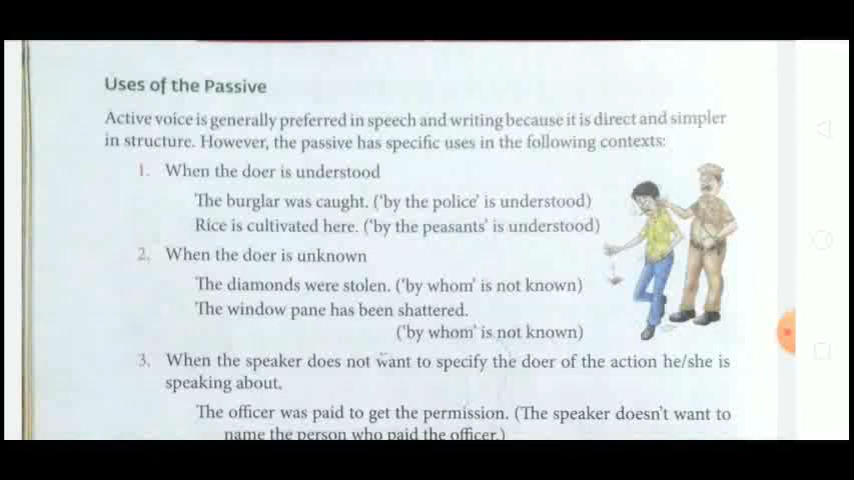 Uses of the Passive
Active voice is generally preferred in speech and writing because it is direct and simpler
in structure. However, the passive has specific uses in the following contexts:
1. When the doer is understood
The burglar was caught. ('by the police' is understood)
Rice is cultivated here. ('by the peasants' is understood)
2. When the doer is unknown
The diamonds were stolen. ('by whom' is not known)
The window pane has been shattered.
('by whom' is not known)
3. When the speaker does not want to specify the doer of the action he/she is
speaking about.
The officer was paid to get the permission. (The speaker doesn't want to
name the person who paid the officer.)